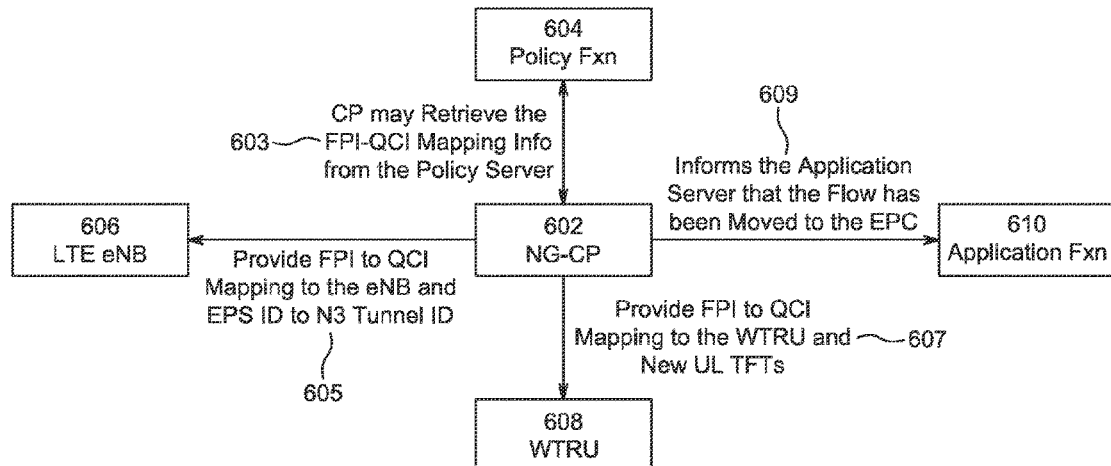 604
Policy Fxn
CP may Retrieve the
603
FPI-QCI Mapping Info
from the Policy Server
609
Informs the Application
Server that the Flow has
been Moved to the EPC
606
LTE eNB
602
NG-CP
610
Application Fxn
Provide FPI to QCI
Mapping to the eNB and
EPS ID to N3 Tunnel ID
605
Provide FPI to QCI
Mapping to the WTRU and
607
New UL TFTs
608
WTRU